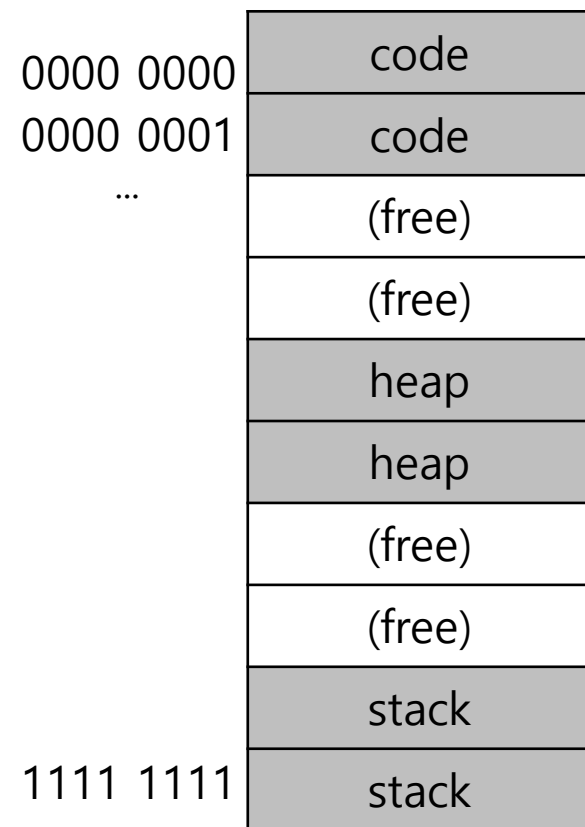 0000 0000 code
0000 0001 code
... (free)
(free)
heap
heap
(free)
(free)
stack
1111 1111 stack